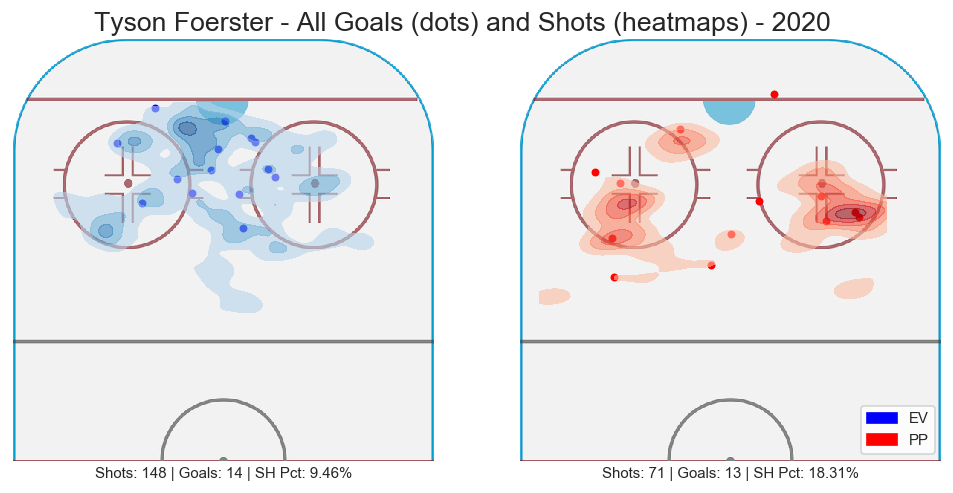 Tyson Foerster - All Goals (dots) and Shots (heatmaps) - 2020
EV
PP
Shots: 148 | Goals: 14 | SH Pct: 9.46%
Shots: 71 | Goals: 13 | SH Pct: 18.31%